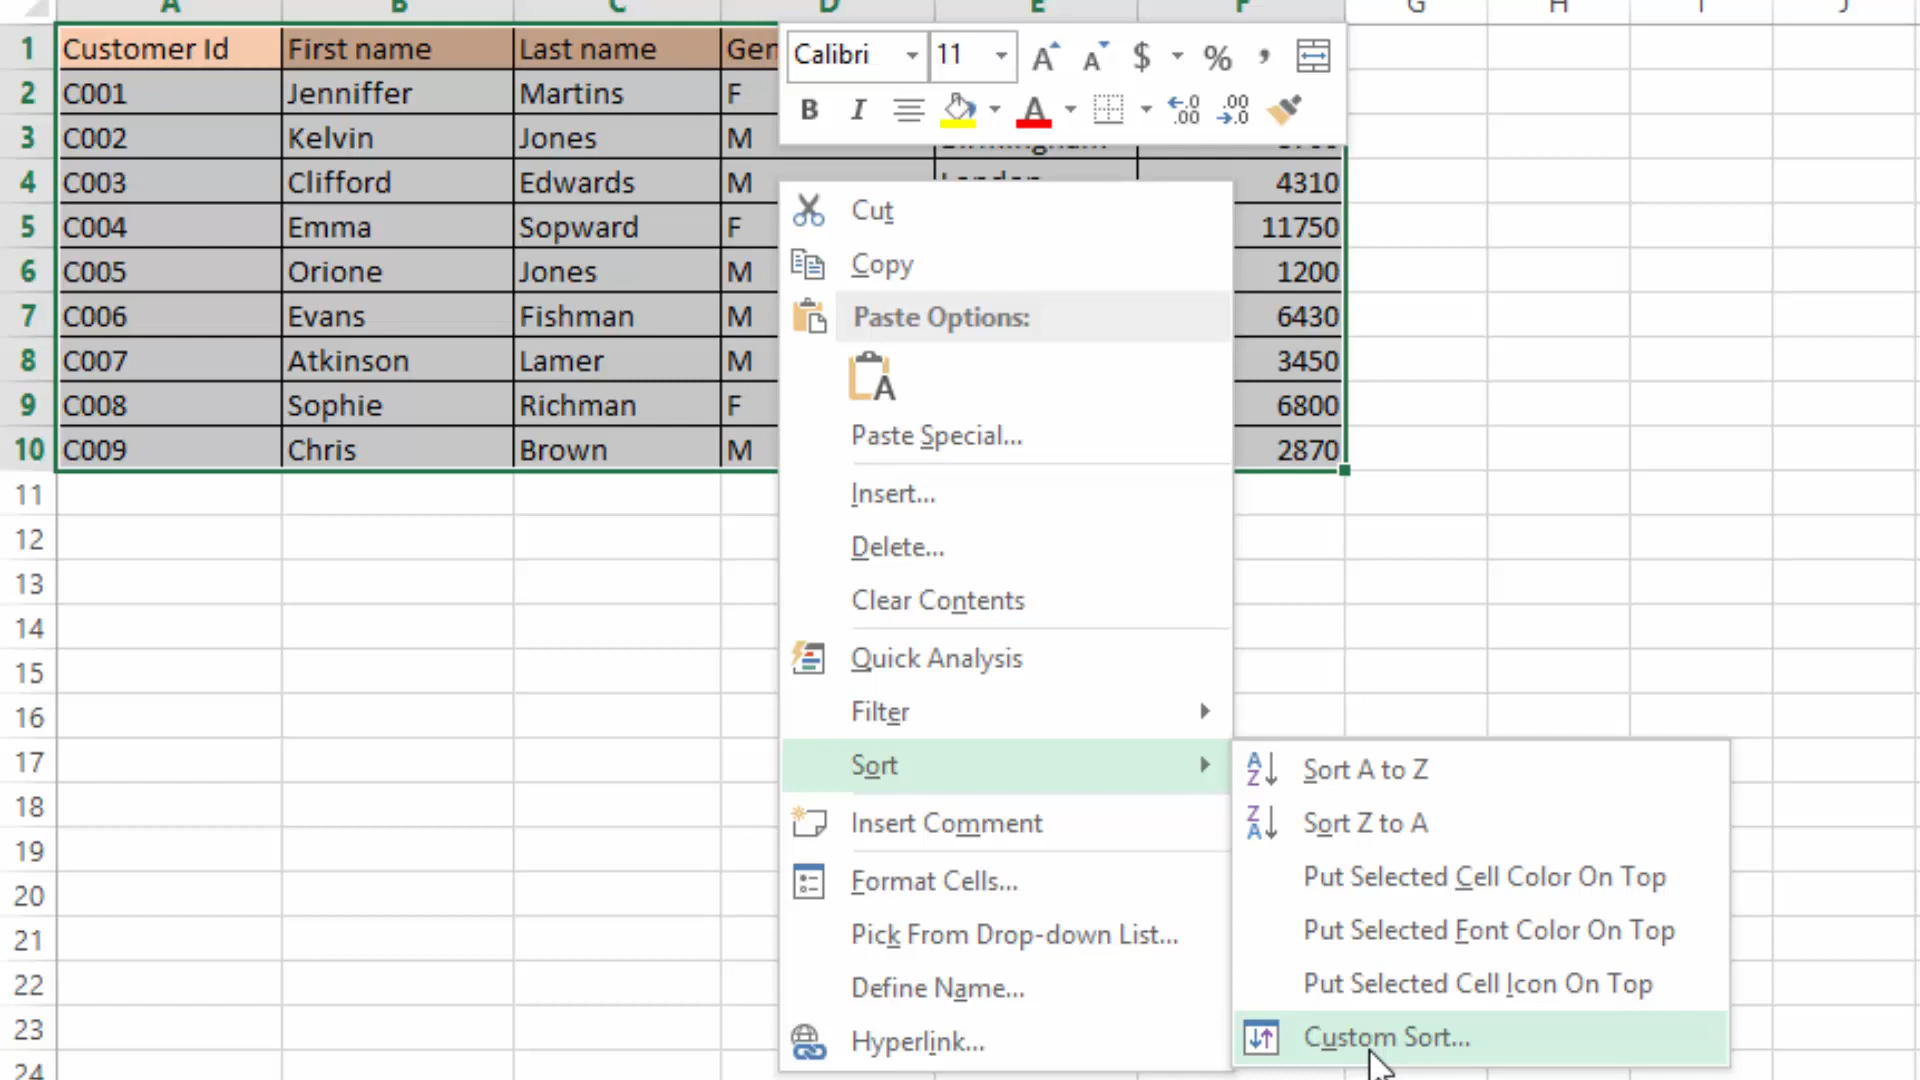 A B C D E F G H I J
1 Customer Id First name Last name Gen
2 C001 Jenniffer Martins F
3 C002 Kelvin Jones M Birmingham
4 C003 Clifford Edwards M London 4310
5 C004 Emma Sopward F 11750
6 C005 Orione Jones M 1200
7 C006 Evans Fishman M 6430
8 C007 Atkinson Lamer M 3450
9 C008 Sophie Richman F 6800
10 C009 Chris Brown M 2870
11
12
13
14
15
16
17
18
19
20
21
22
23
24
Calibri 11 A A $ % ,
B I A .0 .00 .00 .0
Cut
Copy
Paste Options:
A
Paste Special...
Insert...
Delete...
Clear Contents
Quick Analysis
Filter
Sort
Insert Comment
Format Cells...
Pick From Drop-down List...
Define Name...
Hyperlink...
AZ Sort A to Z
ZA Sort Z to A
Put Selected Cell Color On Top
Put Selected Font Color On Top
Put Selected Cell Icon On Top
Custom Sort...